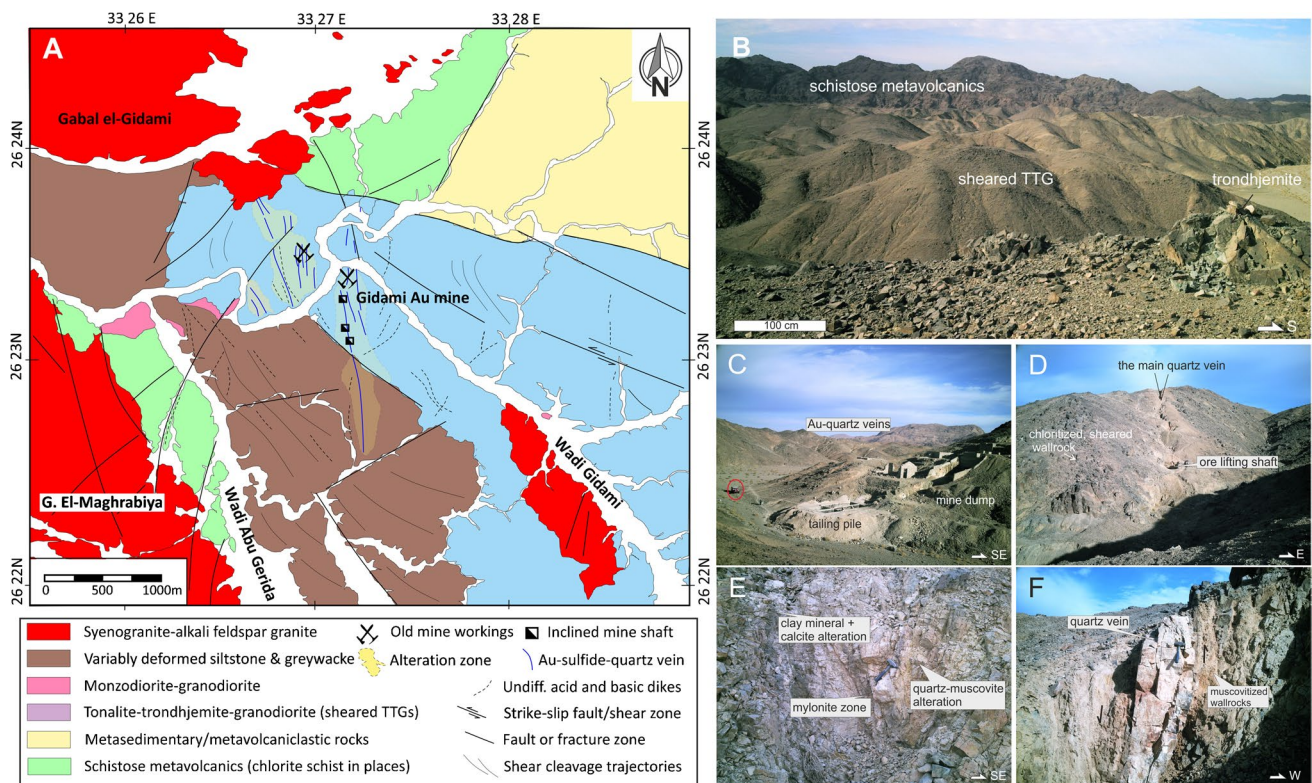 33 26E
33 27E
33 28E
A
N
Gabal el-Gidami
26 24N
26 24N
Gidami Au mine
26 23N
26 23N
G. El-Maghrabiya
Wadi Abu Gerida
Wadi Gidami
0
500
1000m
26 22N
26 22N
Syenogranite-alkali feldspar granite
Variably deformed siltstone & greywacke
Monzodiorite-granodiorite
Tonalite-trondhjemite-granodiorite (sheared TTGs)
Metasedimentary/metavolcaniclastic rocks
Schistose metavolcanics (chlorite schist in places)
Old mine workings
Alteration zone
Inclined mine shaft
Au-sulfide-quartz vein
Undiff. acid and basic dikes
Strike-slip fault/shear zone
Fault or fracture zone
Shear cleavage trajectories
B
schistose metavolcanics
sheared TTG
trondhjemite
100 cm
S
C
Au-quartz veins
mine dump
tailing pile
SE
D
the main quartz vein
chloritized, sheared
wallrock
ore lifting shaft
E
E
clay mineral +
calcite alteration
mylonite zone
quartz-muscovite
alteration
SE
F
quartz vein
muscovitized
wallrocks
W